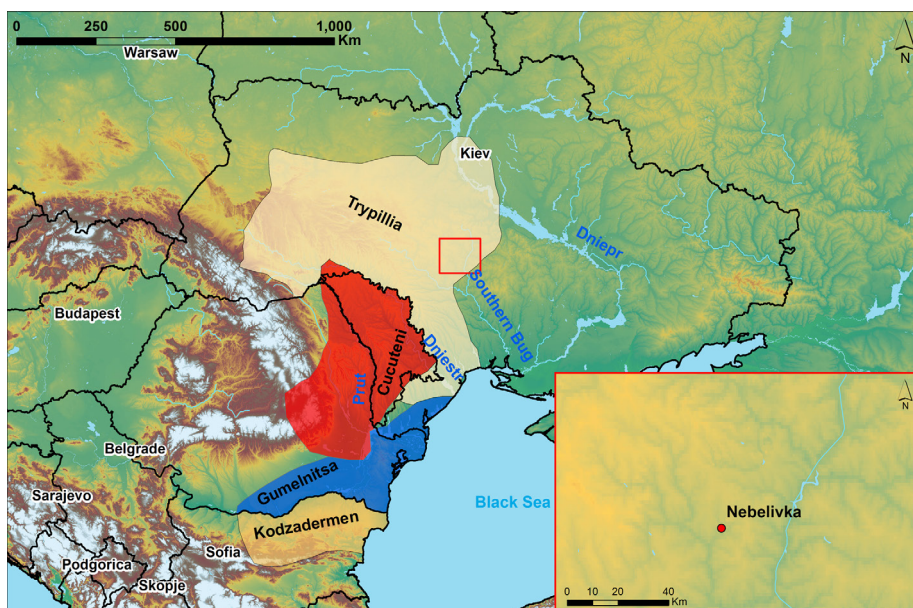 0 250 500 1,000
Km
Warsaw
N
Kiev
Trypillia
Dniepr
Southern Bug
Budapest
Dniestr
Cucuteni
Prut
Belgrade
Gumelnitsa
Sarajevo
Black Sea
Kodzadermen
Sofia
Podgorica
Skopje
N
Nebelivka
0 10 20 40
Km